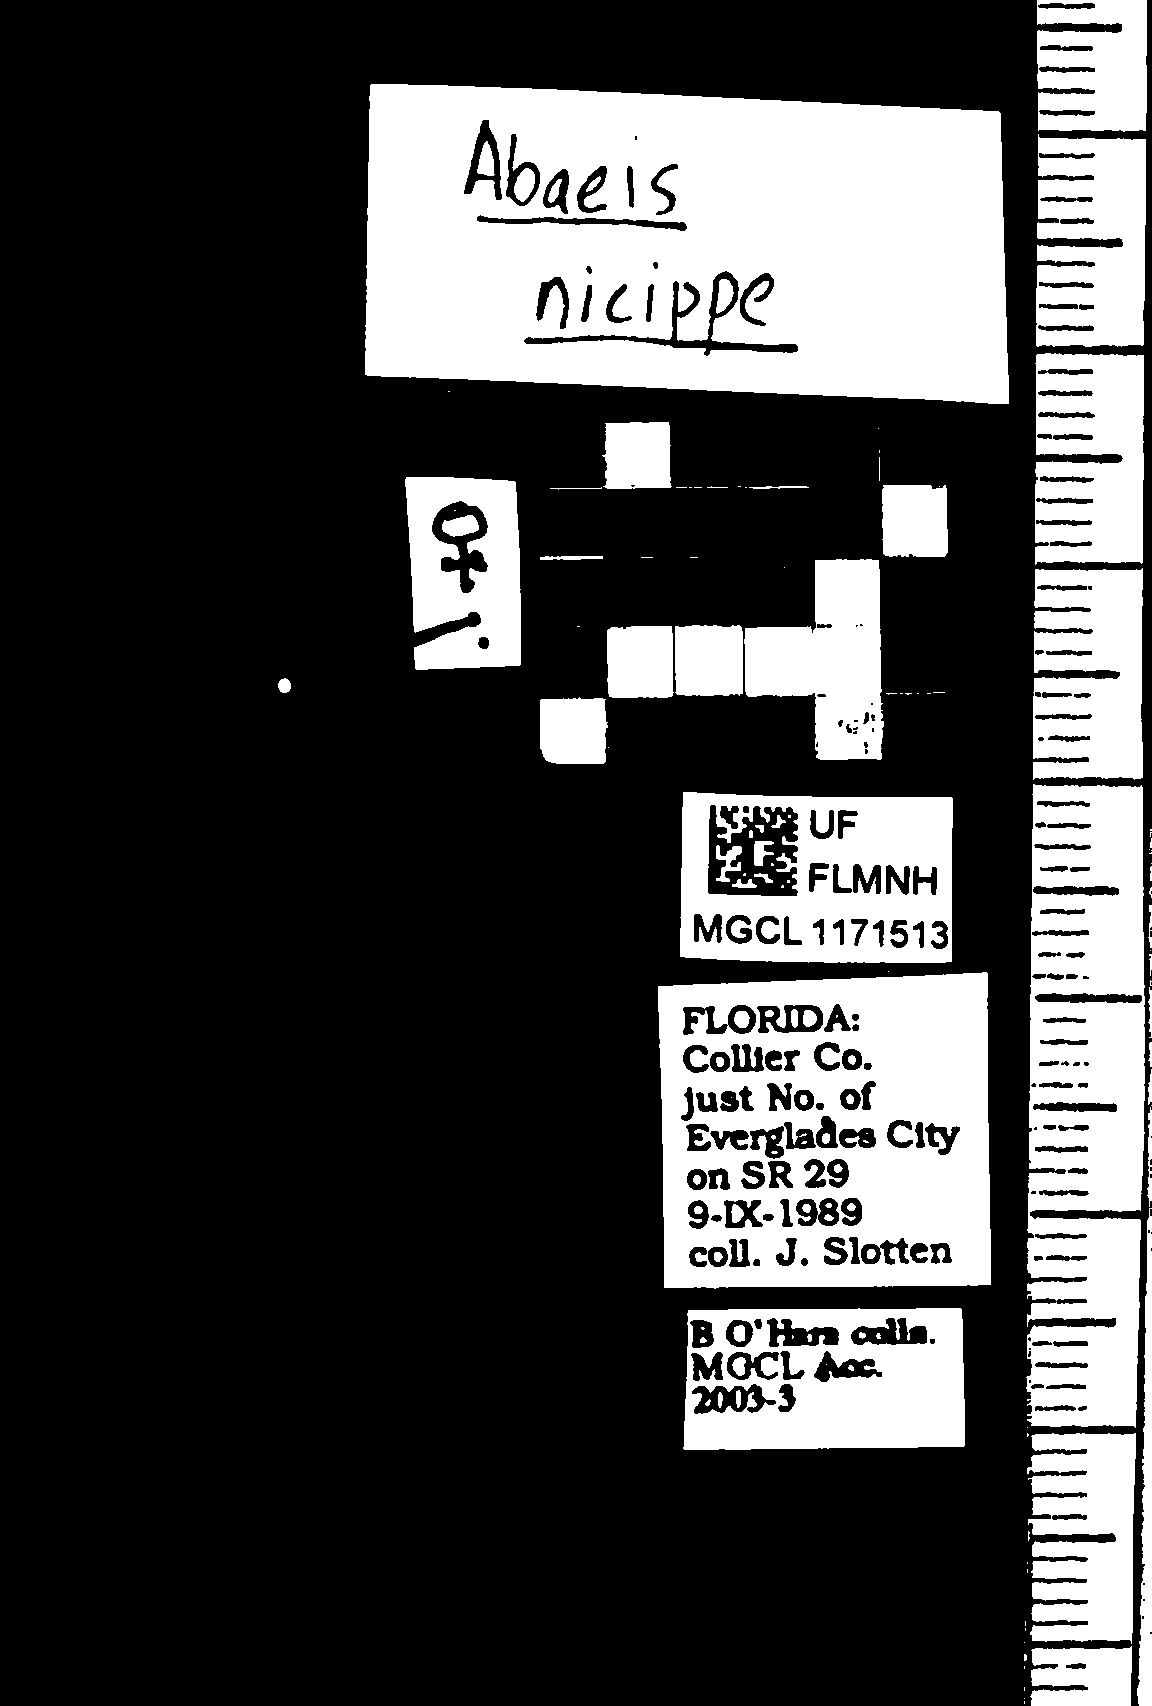 Abaeis
nicippe
♀
UF
FLMNH
MGCL 1171513
FLORIDA:
Collier Co.
just No. of
Everglades City
on SR 29
9-IX-1989
coll. J. Slotten
B O'Hara colln.
MGCL Acc.
2003-3